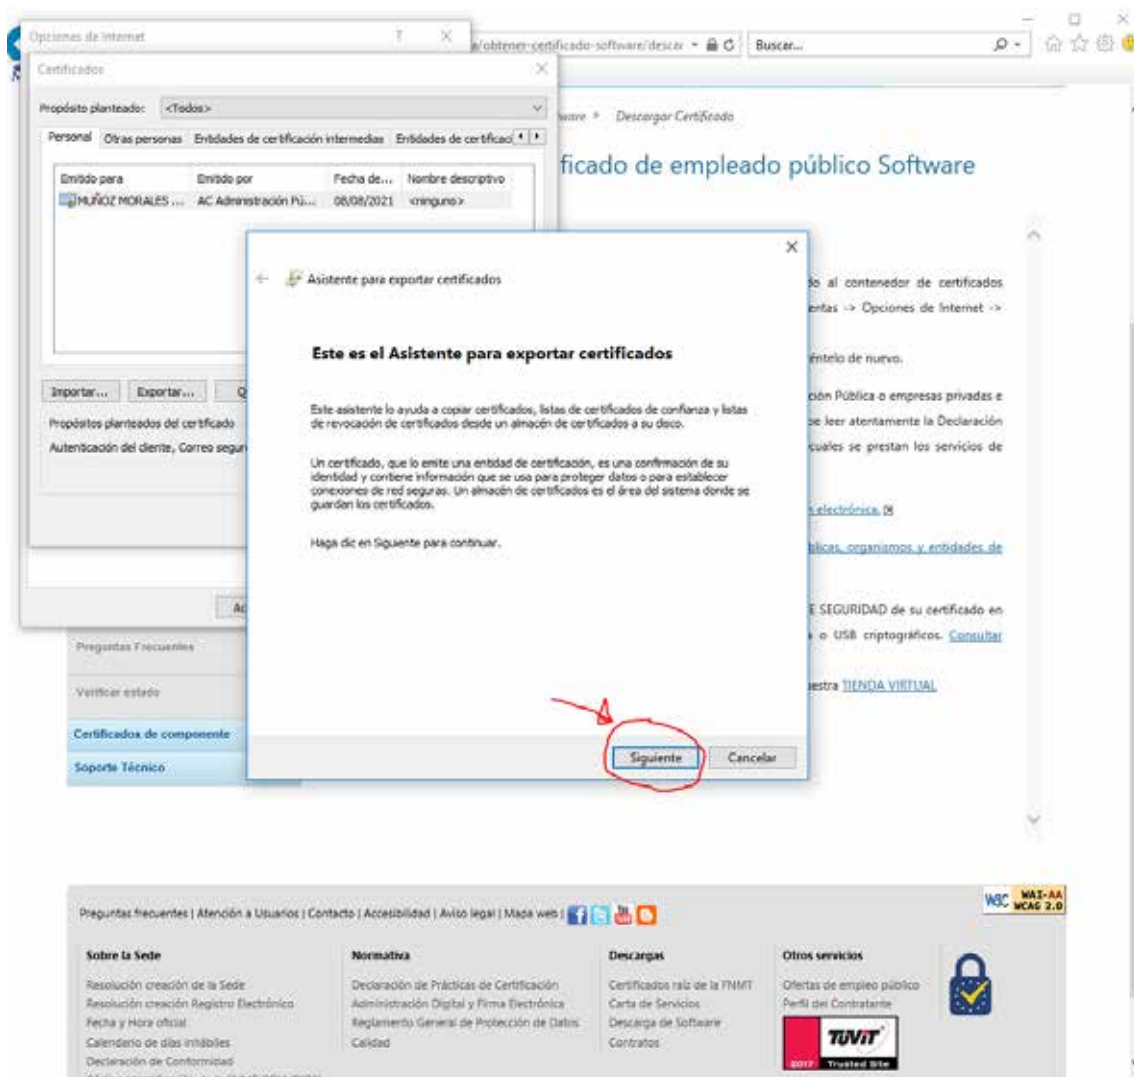 Opciones de Internet
?
/obtener-certificado-software/descar
Buscar...
Certificados
Propósito planteado: <Todos>
Personal Otras personas Entidades de certificación intermedias Entidades de certificac
Emitido para Emitido por Fecha de... Nombre descriptivo
MUÑOZ MORALES ... AC Administración Pú... 08/08/2021 <ninguno>
Importar... Exportar... Q
Propósitos planteados del certificado
Autenticación del cliente, Correo segur
ware Descargar Certificado
ficado de empleado público Software
do al contenedor de certificados
entas -> Opciones de Internet ->
éntelo de nuevo.
ción Pública o empresas privadas e
be leer atentamente la Declaración
cuales se prestan los servicios de
electrónica.
blicas, organismos y entidades de
E SEGURIDAD de su certificado en
o USB criptográficos. Consultar
estra TIENDA VIRTUAL
Asistente para exportar certificados
Este es el Asistente para exportar certificados
Este asistente lo ayuda a copiar certificados, listas de certificados de confianza y listas
de revocación de certificados desde un almacén de certificados a su disco.
Un certificado, que lo emite una entidad de certificación, es una confirmación de su
identidad y contiene información que se usa para proteger datos o para establecer
conexiones de red seguras. Un almacén de certificados es el área del sistema donde se
guardan los certificados.
Haga clic en Siguiente para continuar.
Siguiente Cancelar
Ac
Preguntas Frecuentes
Verificar estado
Certificados de componente
Soporte Técnico
Preguntas frecuentes | Atención a Usuarios | Contacto | Accesibilidad | Aviso legal | Mapa web |
W3C WAI-AA WCAG 2.0
Sobre la Sede
Resolución creación de la Sede
Resolución creación Registro Electrónico
Fecha y Hora oficial
Calendario de días inhábiles
Declaración de Conformidad
Normativa
Declaración de Prácticas de Certificación
Administración Digital y Firma Electrónica
Reglamento General de Protección de Datos
Calidad
Descargas
Certificados raíz de la FNMT
Carta de Servicios
Descarga de Software
Contratos
Otros servicios
Ofertas de empleo público
Perfil del Contratante
TÜViT
2017 Trusted Site